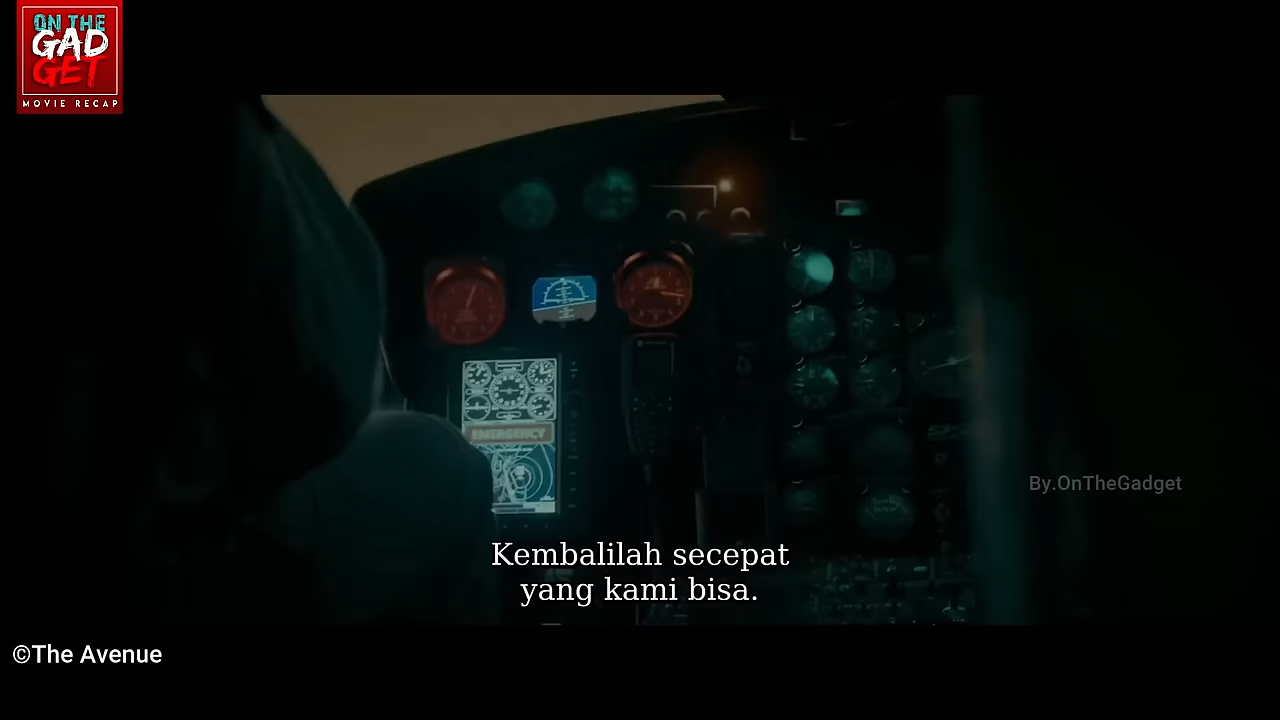 ON THE
GAD
GET
MOVIE RECAP
EMERGENCY
By.OnTheGadget
Kembalilah secepat
yang kami bisa.
©The Avenue